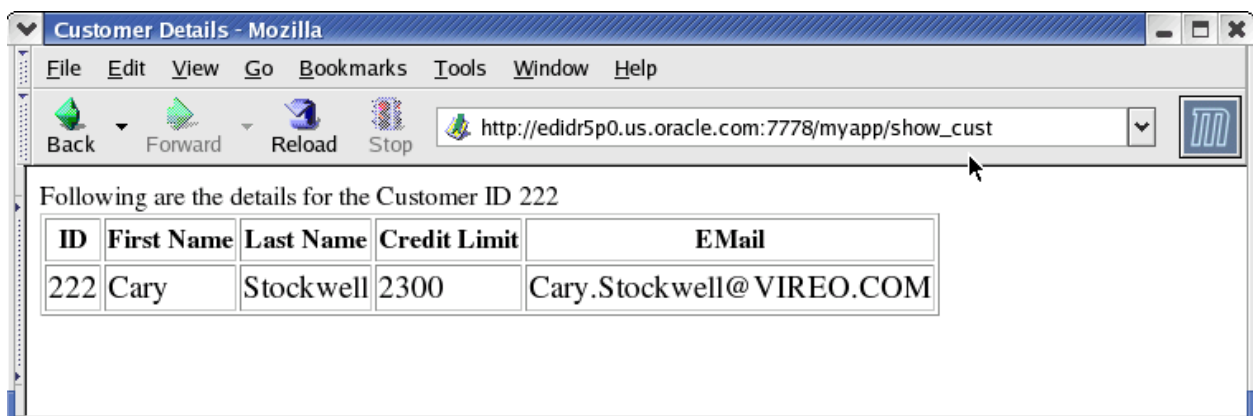 Customer Details - Mozilla
File Edit View Go Bookmarks Tools Window Help
Back Forward Reload Stop http://edidr5p0.us.oracle.com:7778/myapp/show_cust
Following are the details for the Customer ID 222
ID First Name Last Name Credit Limit EMail
222 Cary Stockwell 2300 Cary.Stockwell@VIREO.COM